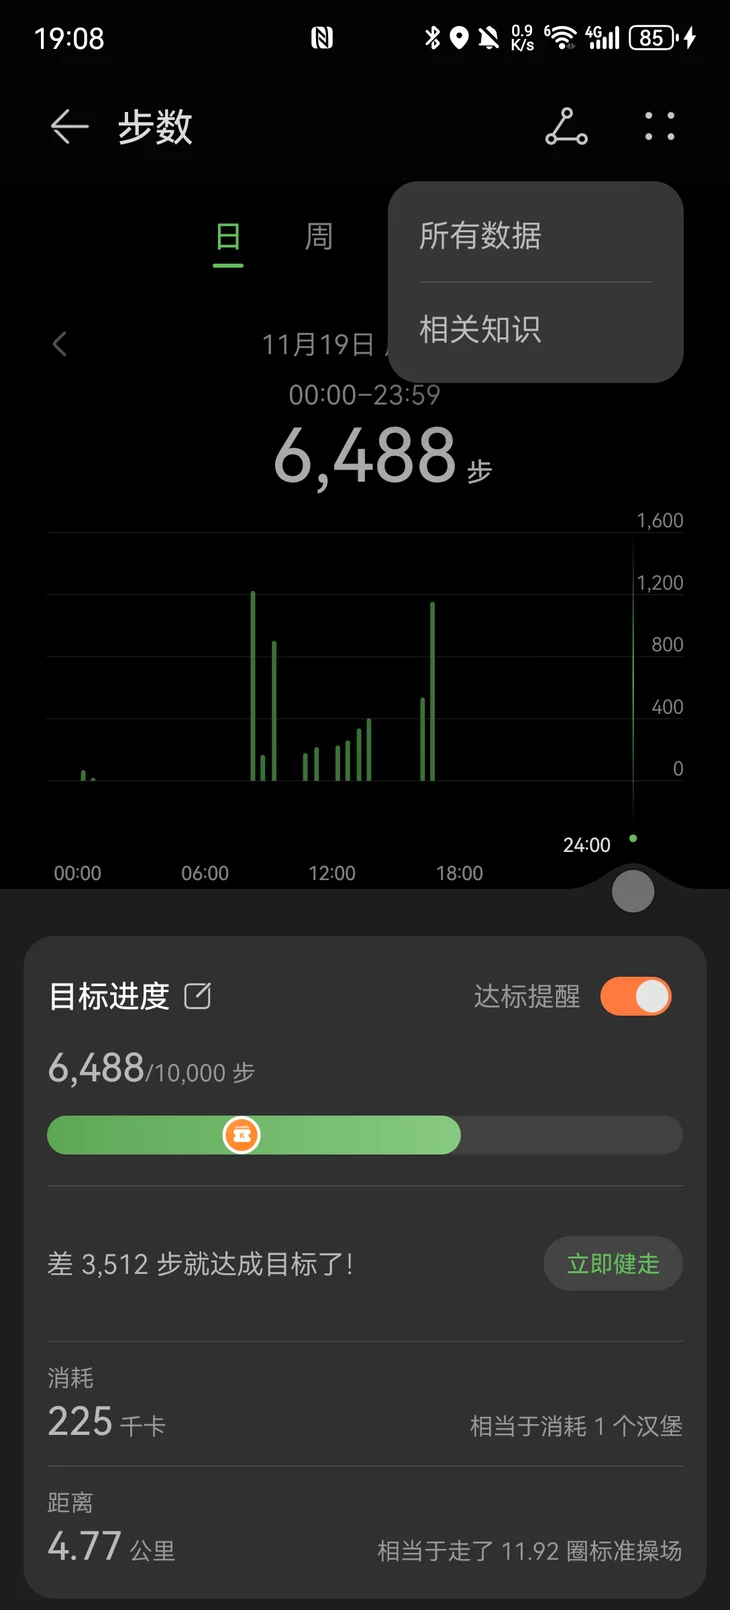 19:08
0.9 K/s
6
4G
85
步数
日 周
所有数据
相关知识
11月19日
00:00–23:59
6,488 步
1,600
1,200
800
400
0
24:00
00:00 06:00 12:00 18:00
目标进度 达标提醒
6,488/10,000 步
K
差 3,512 步就达成目标了! 立即健走
消耗
225 千卡 相当于消耗 1 个汉堡
距离
4.77 公里 相当于走了 11.92 圈标准操场